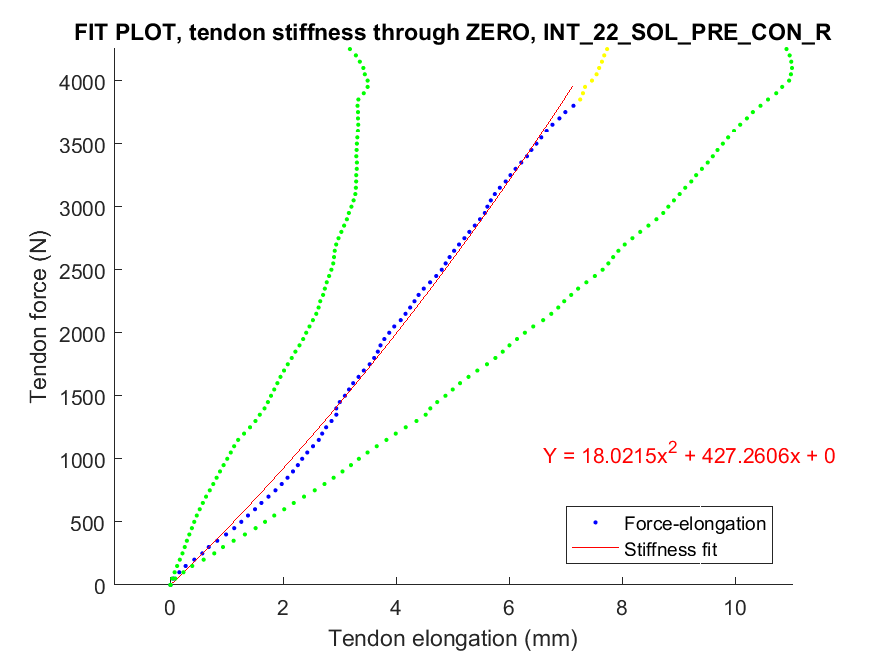 FIT PLOT, tendon stiffness through ZERO, INT_22_SOL_PRE_CON_R
4000
3500
3000
2500
2000
1500
1000
500
0
Tendon force (N)
Y = 18.0215x² + 427.2606x + 0
Force-elongation
Stiffness fit
0 2 4 6 8 10
Tendon elongation (mm)